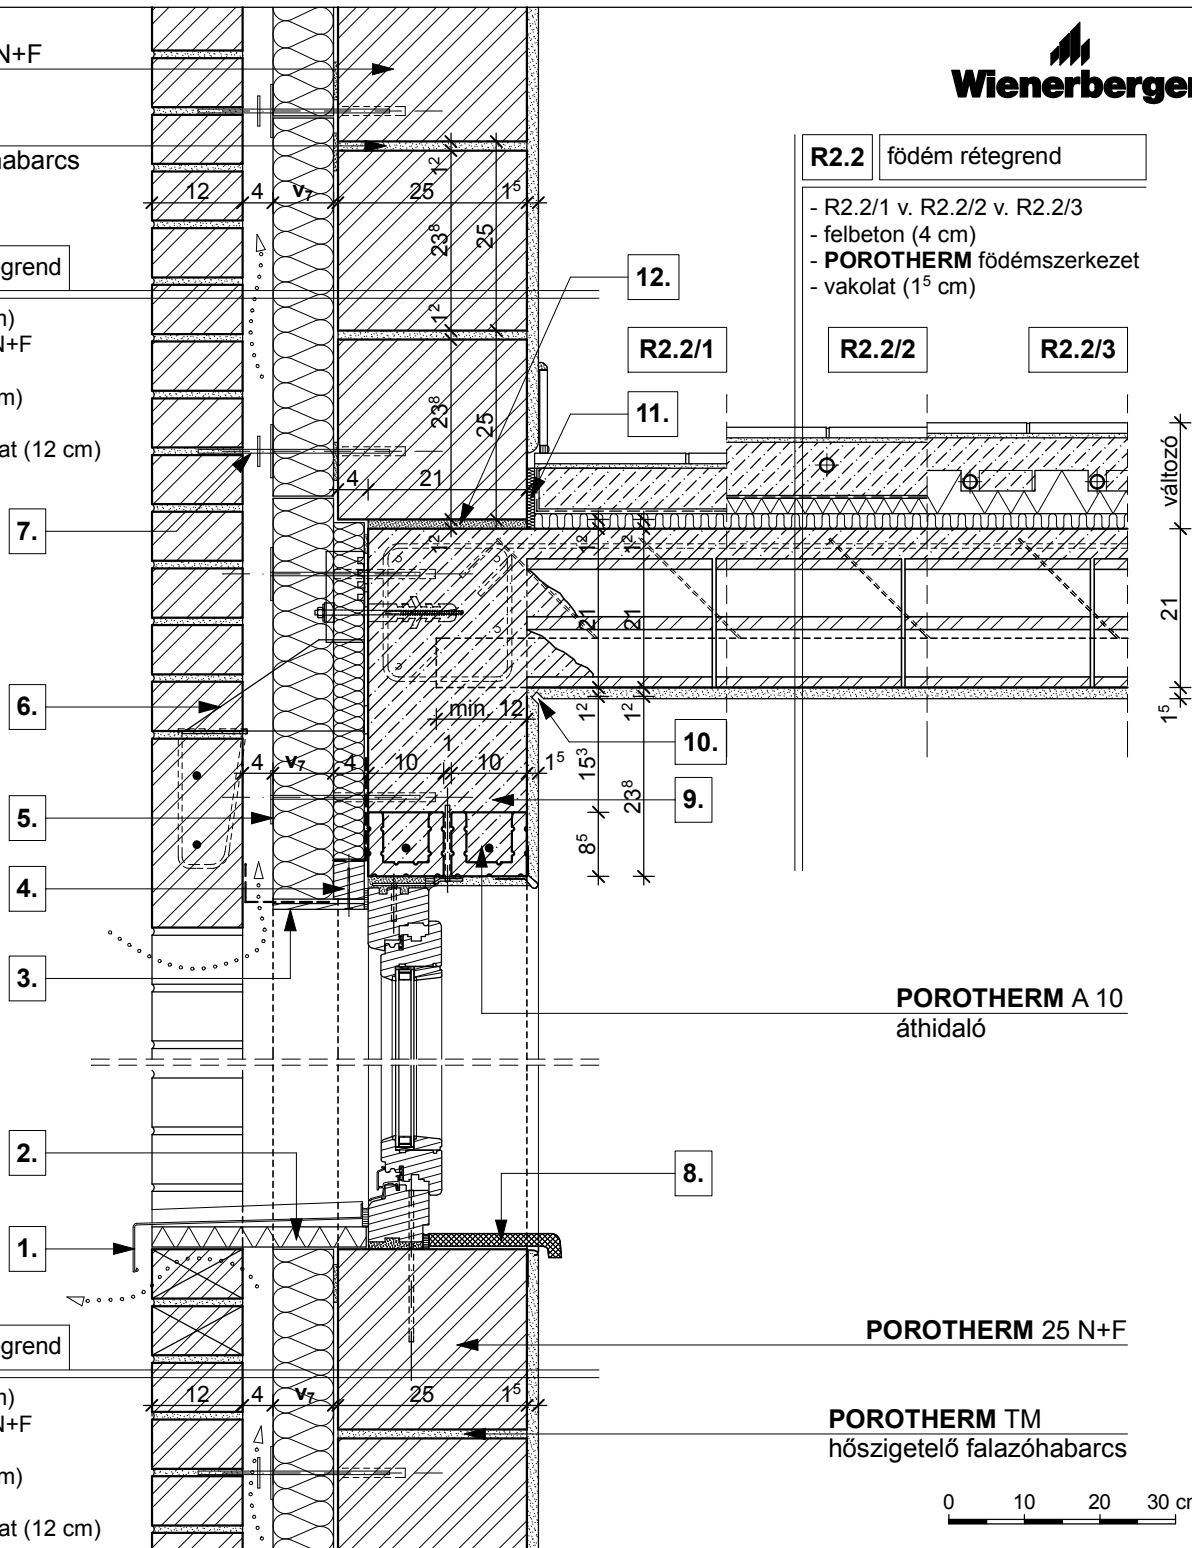 N+F
Wienerberger
habarcs
R2.2 födém rétegrend
- R2.2/1 v. R2.2/2 v. R2.2/3
- felbeton (4 cm)
- POROTHERM födémszerkezet
- vakolat (1⁵ cm)
12 4 v₇ 25 1⁵
1²
23⁸ 25
1²
23⁸ 25
1²
grend
m)
N+F
m)
at (12 cm)
12.
R2.2/1 R2.2/2 R2.2/3
11.
4 21
változó
7.
1² 1²
21 21 21
6.
min. 12
1² 1² 1⁵
10.
1
4 v₇ 4 10 10 1⁵
15³
23⁸
8⁵
5.
9.
4.
3.
POROTHERM A 10
áthidaló
2.
8.
1.
POROTHERM 25 N+F
grend
m)
N+F
m)
at (12 cm)
12 4 v₇ 25 1⁵
POROTHERM TM
hőszigetelő falazóhabarcs
0 10 20 30 cm